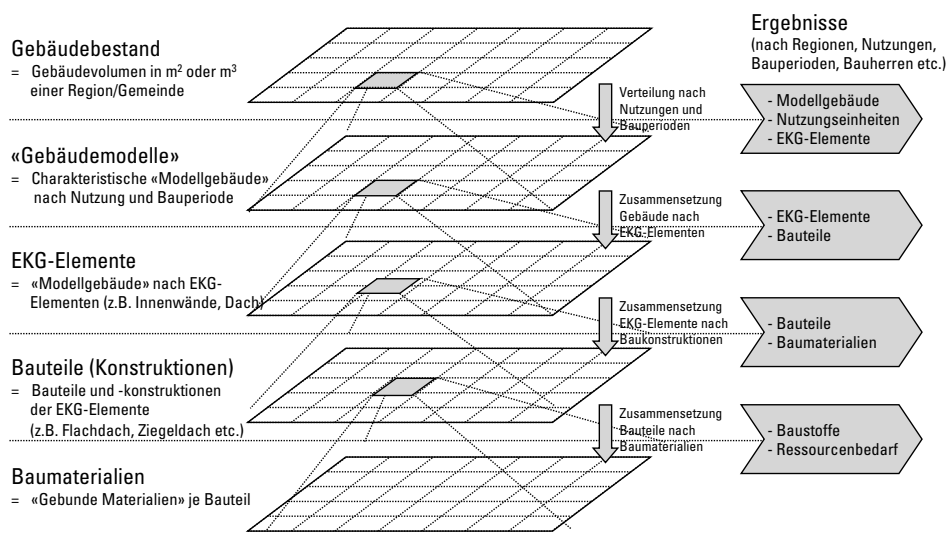 Gebäudebestand
= Gebäudevolumen in m² oder m³
einer Region/Gemeinde
«Gebäudemodelle»
= Charakteristische «Modellgebäude»
nach Nutzung und Bauperiode
EKG-Elemente
= «Modellgebäude» nach EKG-
Elementen (z.B. Innenwände, Dach)
Bauteile (Konstruktionen)
= Bauteile und -konstruktionen
der EKG-Elemente
(z.B. Flachdach, Ziegeldach etc.)
Baumaterialien
= «Gebunde Materialien» je Bauteil
Verteilung nach
Nutzungen und
Bauperioden
Zusammensetzung
Gebäude nach
EKG-Elementen
Zusammensetzung
EKG-Elemente nach
Baukonstruktionen
Zusammensetzung
Bauteile nach
Baumaterialien
Ergebnisse
(nach Regionen, Nutzungen,
Bauperioden, Bauherren etc.)
- Modellgebäude
- Nutzungseinheiten
- EKG-Elemente
- EKG-Elemente
- Bauteile
- Bauteile
- Baumaterialien
- Baustoffe
- Ressourcenbedarf